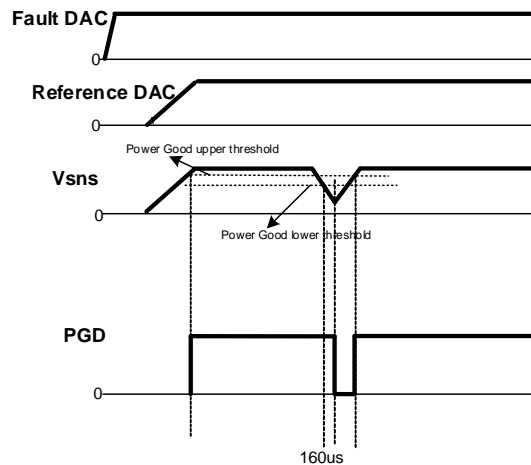 Fault DAC
0
Reference DAC
0
Power Good upper threshold
Vsns
0
Power Good lower threshold
PGD
0
160us